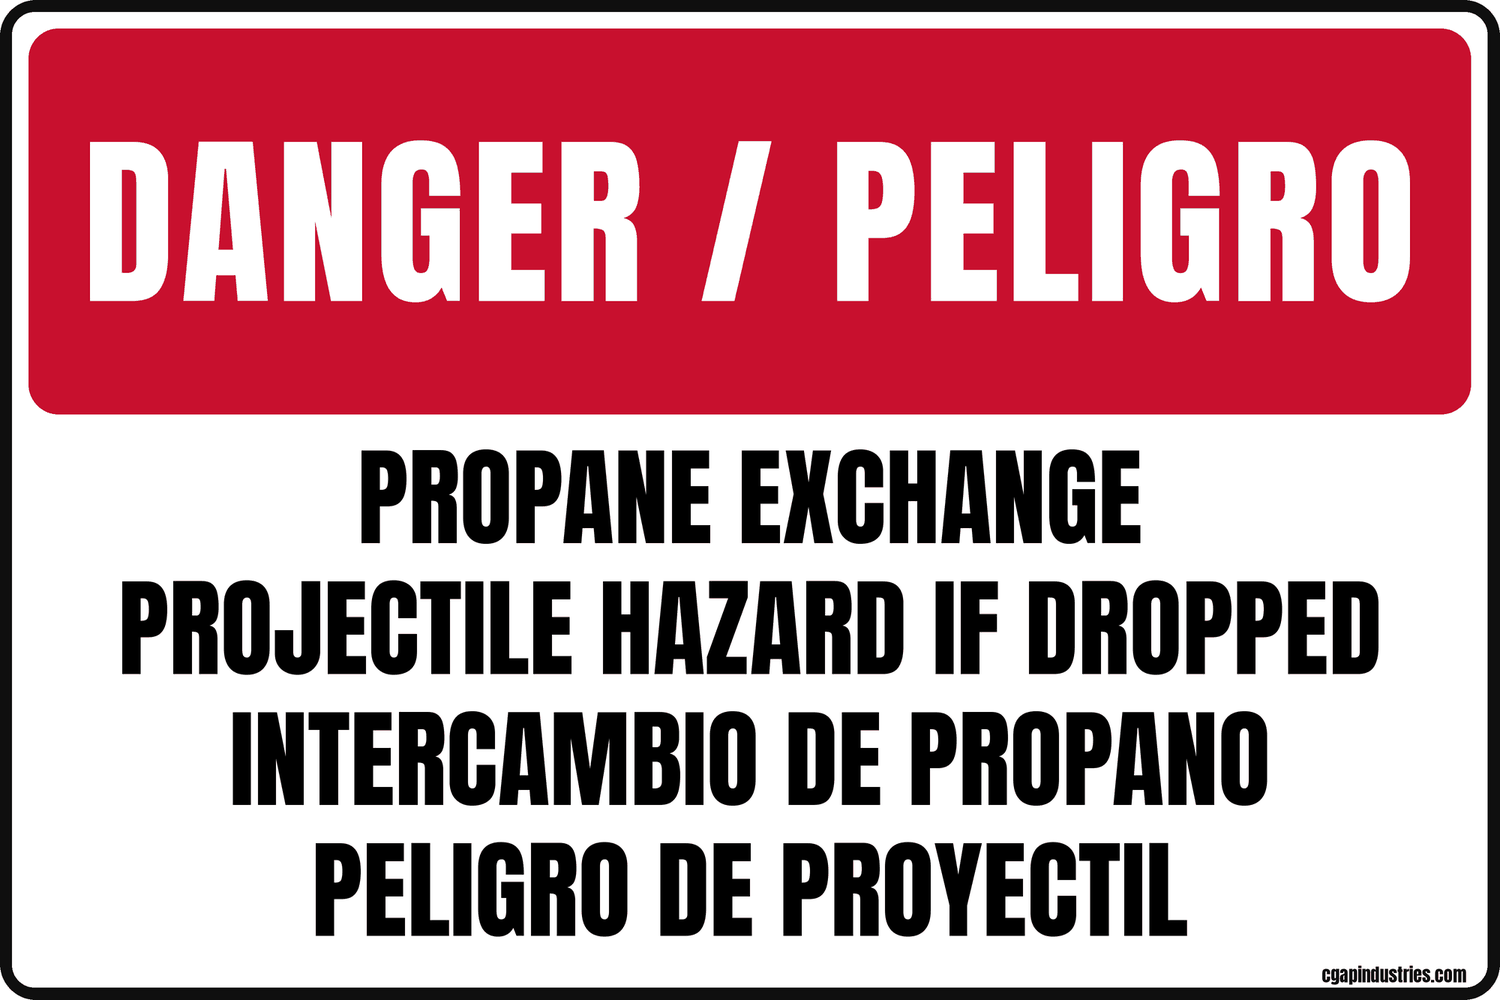 DANGER / PELIGRO
PROPANE EXCHANGE
PROJECTILE HAZARD IF DROPPED
INTERCAMBIO DE PROPANO
PELIGRO DE PROYECTIL
cgapindustries.com